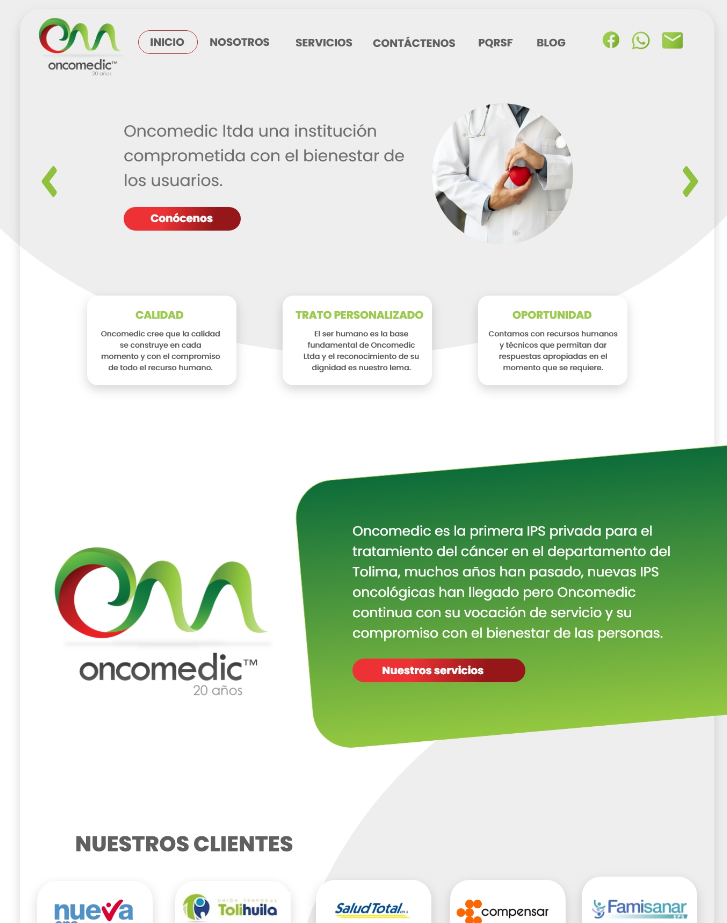 oncomedic™
20 años
INICIO NOSOTROS SERVICIOS CONTÁCTENOS PQRSF BLOG
Oncomedic ltda una institución
comprometida con el bienestar de
los usuarios.
Conócenos
CALIDAD
Oncomedic cree que la calidad
se construye en cada
momento y con el compromiso
de todo el recurso humano.
TRATO PERSONALIZADO
El ser humano es la base
fundamental de Oncomedic
Ltda y el reconocimiento de su
dignidad es nuestro lema.
OPORTUNIDAD
Contamos con recursos humanos
y técnicos que permitan dar
respuestas apropiadas en el
momento que se requiere.
oncomedic™
20 años
Oncomedic es la primera IPS privada para el
tratamiento del cáncer en el departamento del
Tolima, muchos años han pasado, nuevas IPS
oncológicas han llegado pero Oncomedic
continua con su vocación de servicio y su
compromiso con el bienestar de las personas.
Nuestros servicios
NUESTROS CLIENTES
nueva
UNIÓN TEMPORAL
Tolihuila
SaludTotal
compensar
Famisanar